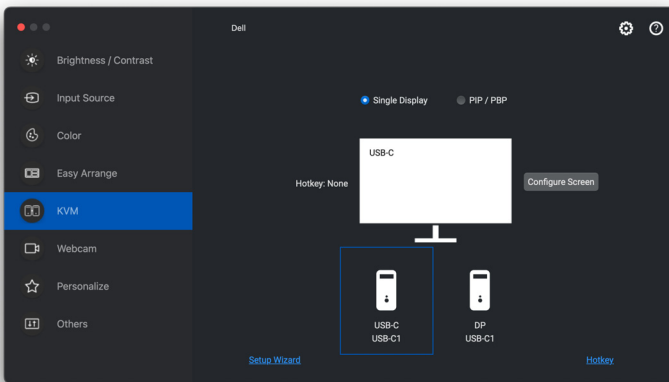 Dell
Brightness / Contrast
Input Source
Color
Easy Arrange
KVM
Webcam
Personalize
Others
Single Display
PIP / PBP
USB-C
Hotkey: None
Configure Screen
USB-C
USB-C1
DP
USB-C1
Setup Wizard
Hotkey